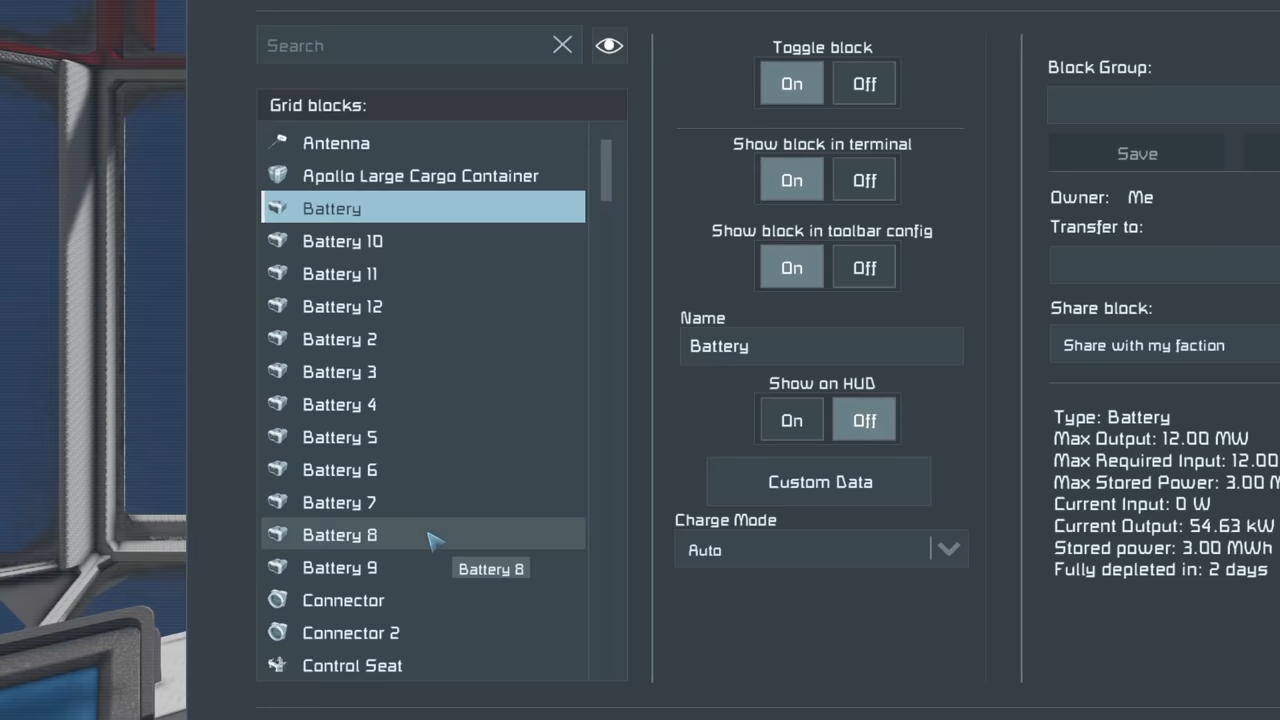 Search
Grid blocks:
Antenna
Apollo Large Cargo Container
Battery
Battery 10
Battery 11
Battery 12
Battery 2
Battery 3
Battery 4
Battery 5
Battery 6
Battery 7
Battery 8
Battery 9
Battery 8
Connector
Connector 2
Control Seat
Toggle block
On Off
Show block in terminal
On Off
Show block in toolbar config
On Off
Name
Battery
Show on HUD
On Off
Custom Data
Charge Mode
Auto
Block Group:
Save
Owner: Me
Transfer to:
Share block:
Share with my faction
Type: Battery
Max Output: 12.00 MW
Max Required Input: 12.00
Max Stored Power: 3.00 M
Current Input: 0 W
Current Output: 54.63 kW
Stored power: 3.00 MWh
Fully depleted in: 2 days